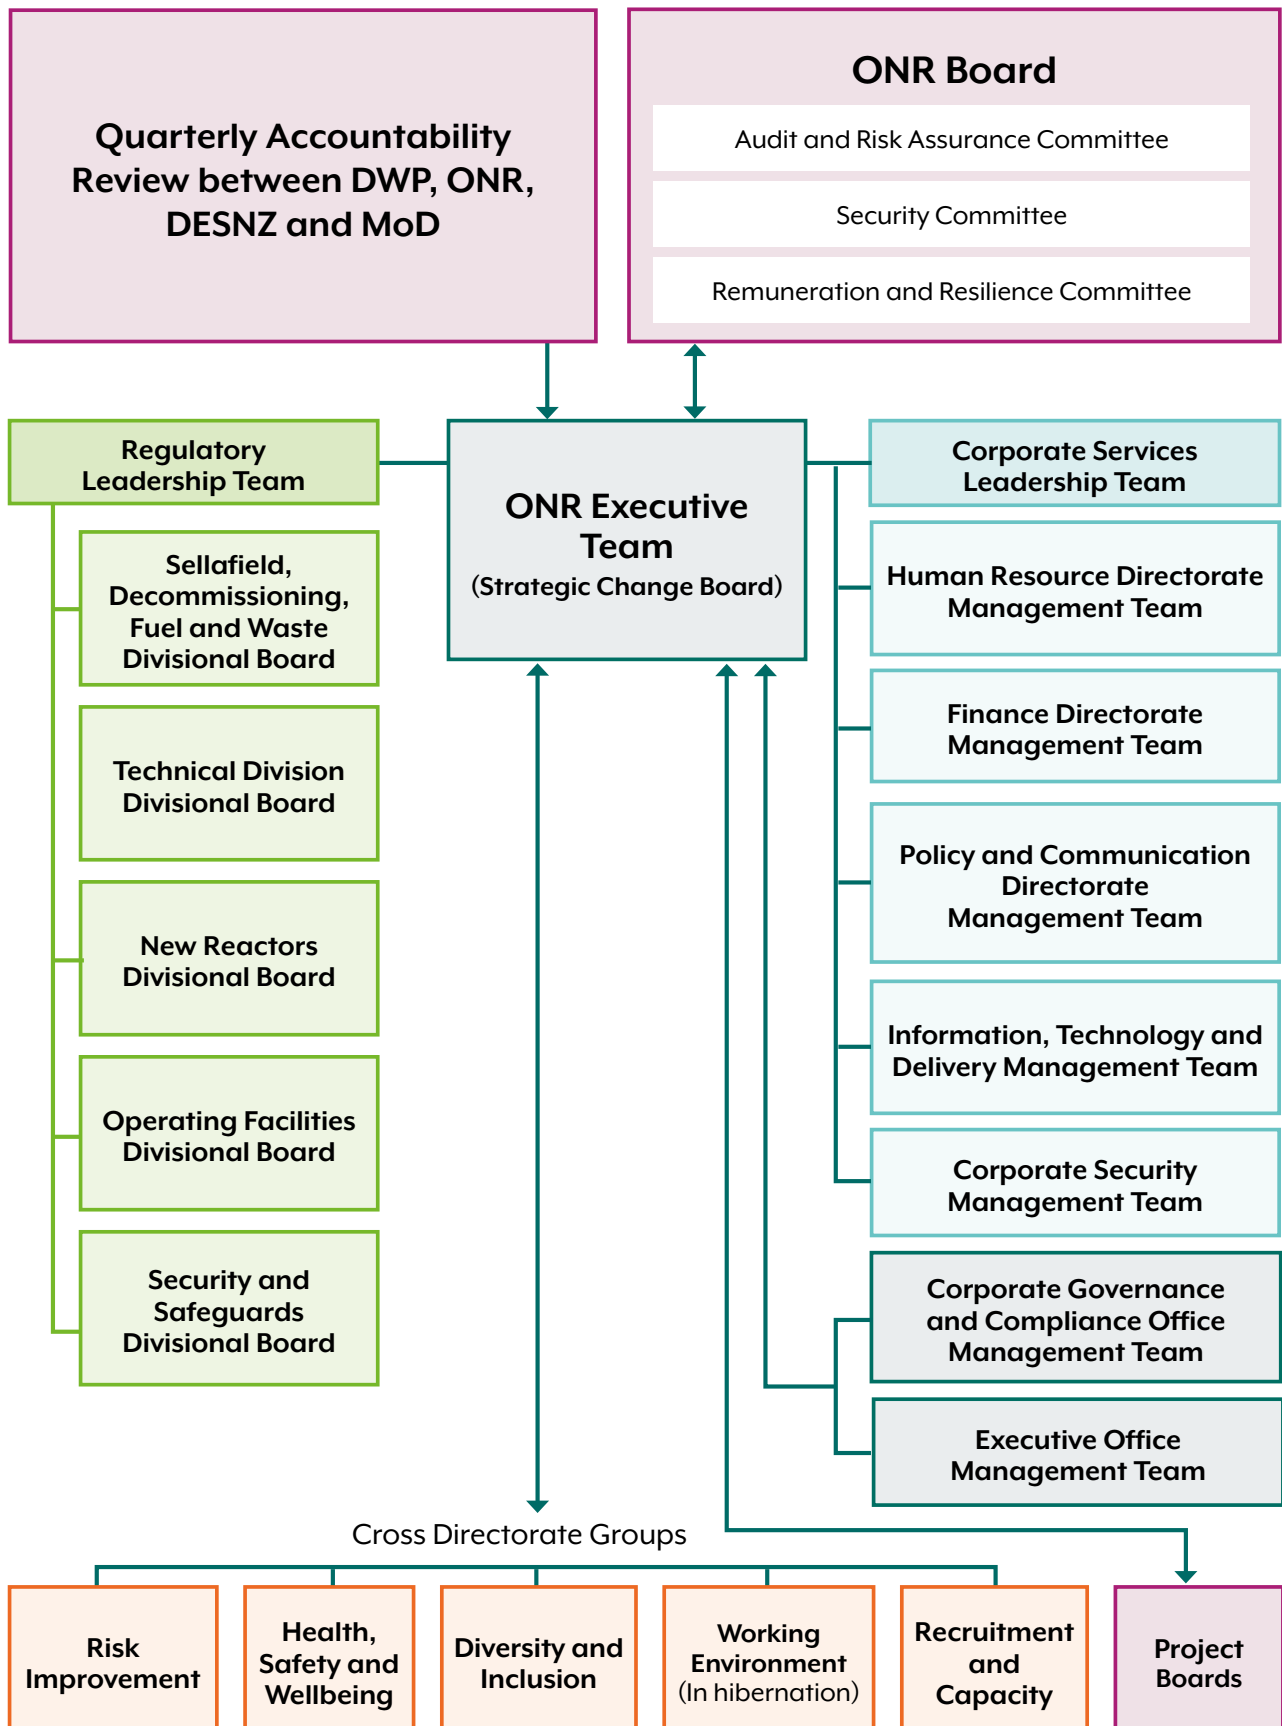 Quarterly Accountability
Review between DWP, ONR,
DESNZ and MoD
ONR Board
Audit and Risk Assurance Committee
Security Committee
Remuneration and Resilience Committee
Regulatory
Leadership Team
Sellafield,
Decommissioning,
Fuel and Waste
Divisional Board
Technical Division
Divisional Board
New Reactors
Divisional Board
Operating Facilities
Divisional Board
Security and
Safeguards
Divisional Board
ONR Executive
Team
(Strategic Change Board)
Corporate Services
Leadership Team
Human Resource Directorate
Management Team
Finance Directorate
Management Team
Policy and Communication
Directorate
Management Team
Information, Technology and
Delivery Management Team
Corporate Security
Management Team
Corporate Governance
and Compliance Office
Management Team
Executive Office
Management Team
Cross Directorate Groups
Risk
Improvement
Health,
Safety and
Wellbeing
Diversity and
Inclusion
Working
Environment
(In hibernation)
Recruitment
and
Capacity
Project
Boards